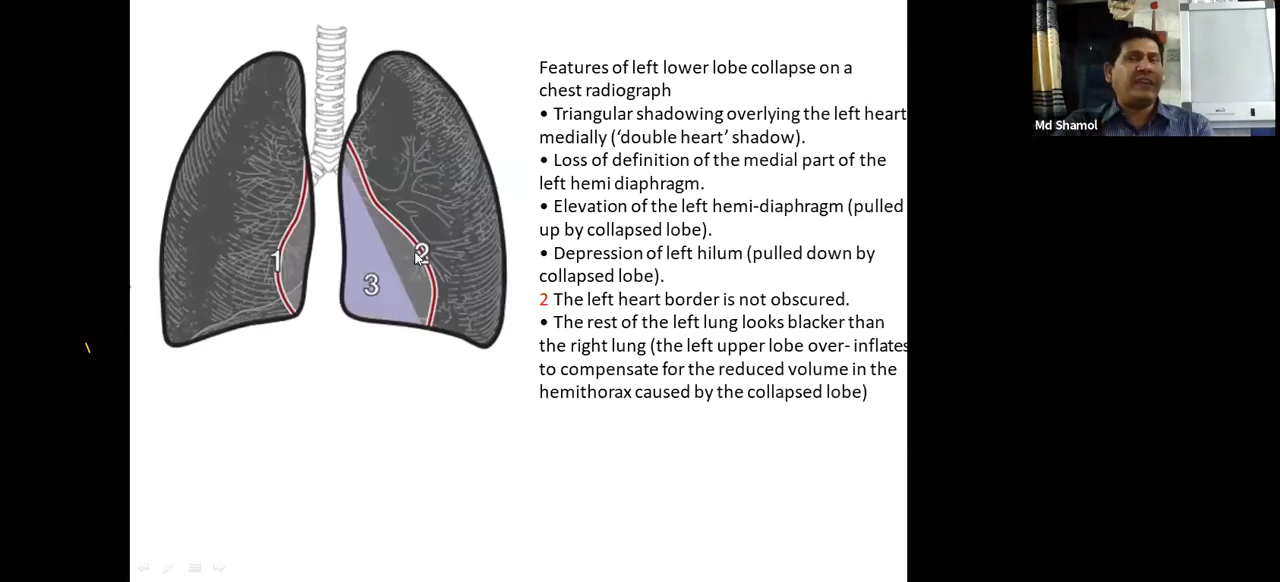 Features of left lower lobe collapse on a
chest radiograph
• Triangular shadowing overlying the left heart
medially (‘double heart’ shadow).
• Loss of definition of the medial part of the
left hemi diaphragm.
• Elevation of the left hemi-diaphragm (pulled
up by collapsed lobe).
• Depression of left hilum (pulled down by
collapsed lobe).
2 The left heart border is not obscured.
• The rest of the left lung looks blacker than
the right lung (the left upper lobe over- inflates
to compensate for the reduced volume in the
hemithorax caused by the collapsed lobe)
1
2
3
Md Shamol